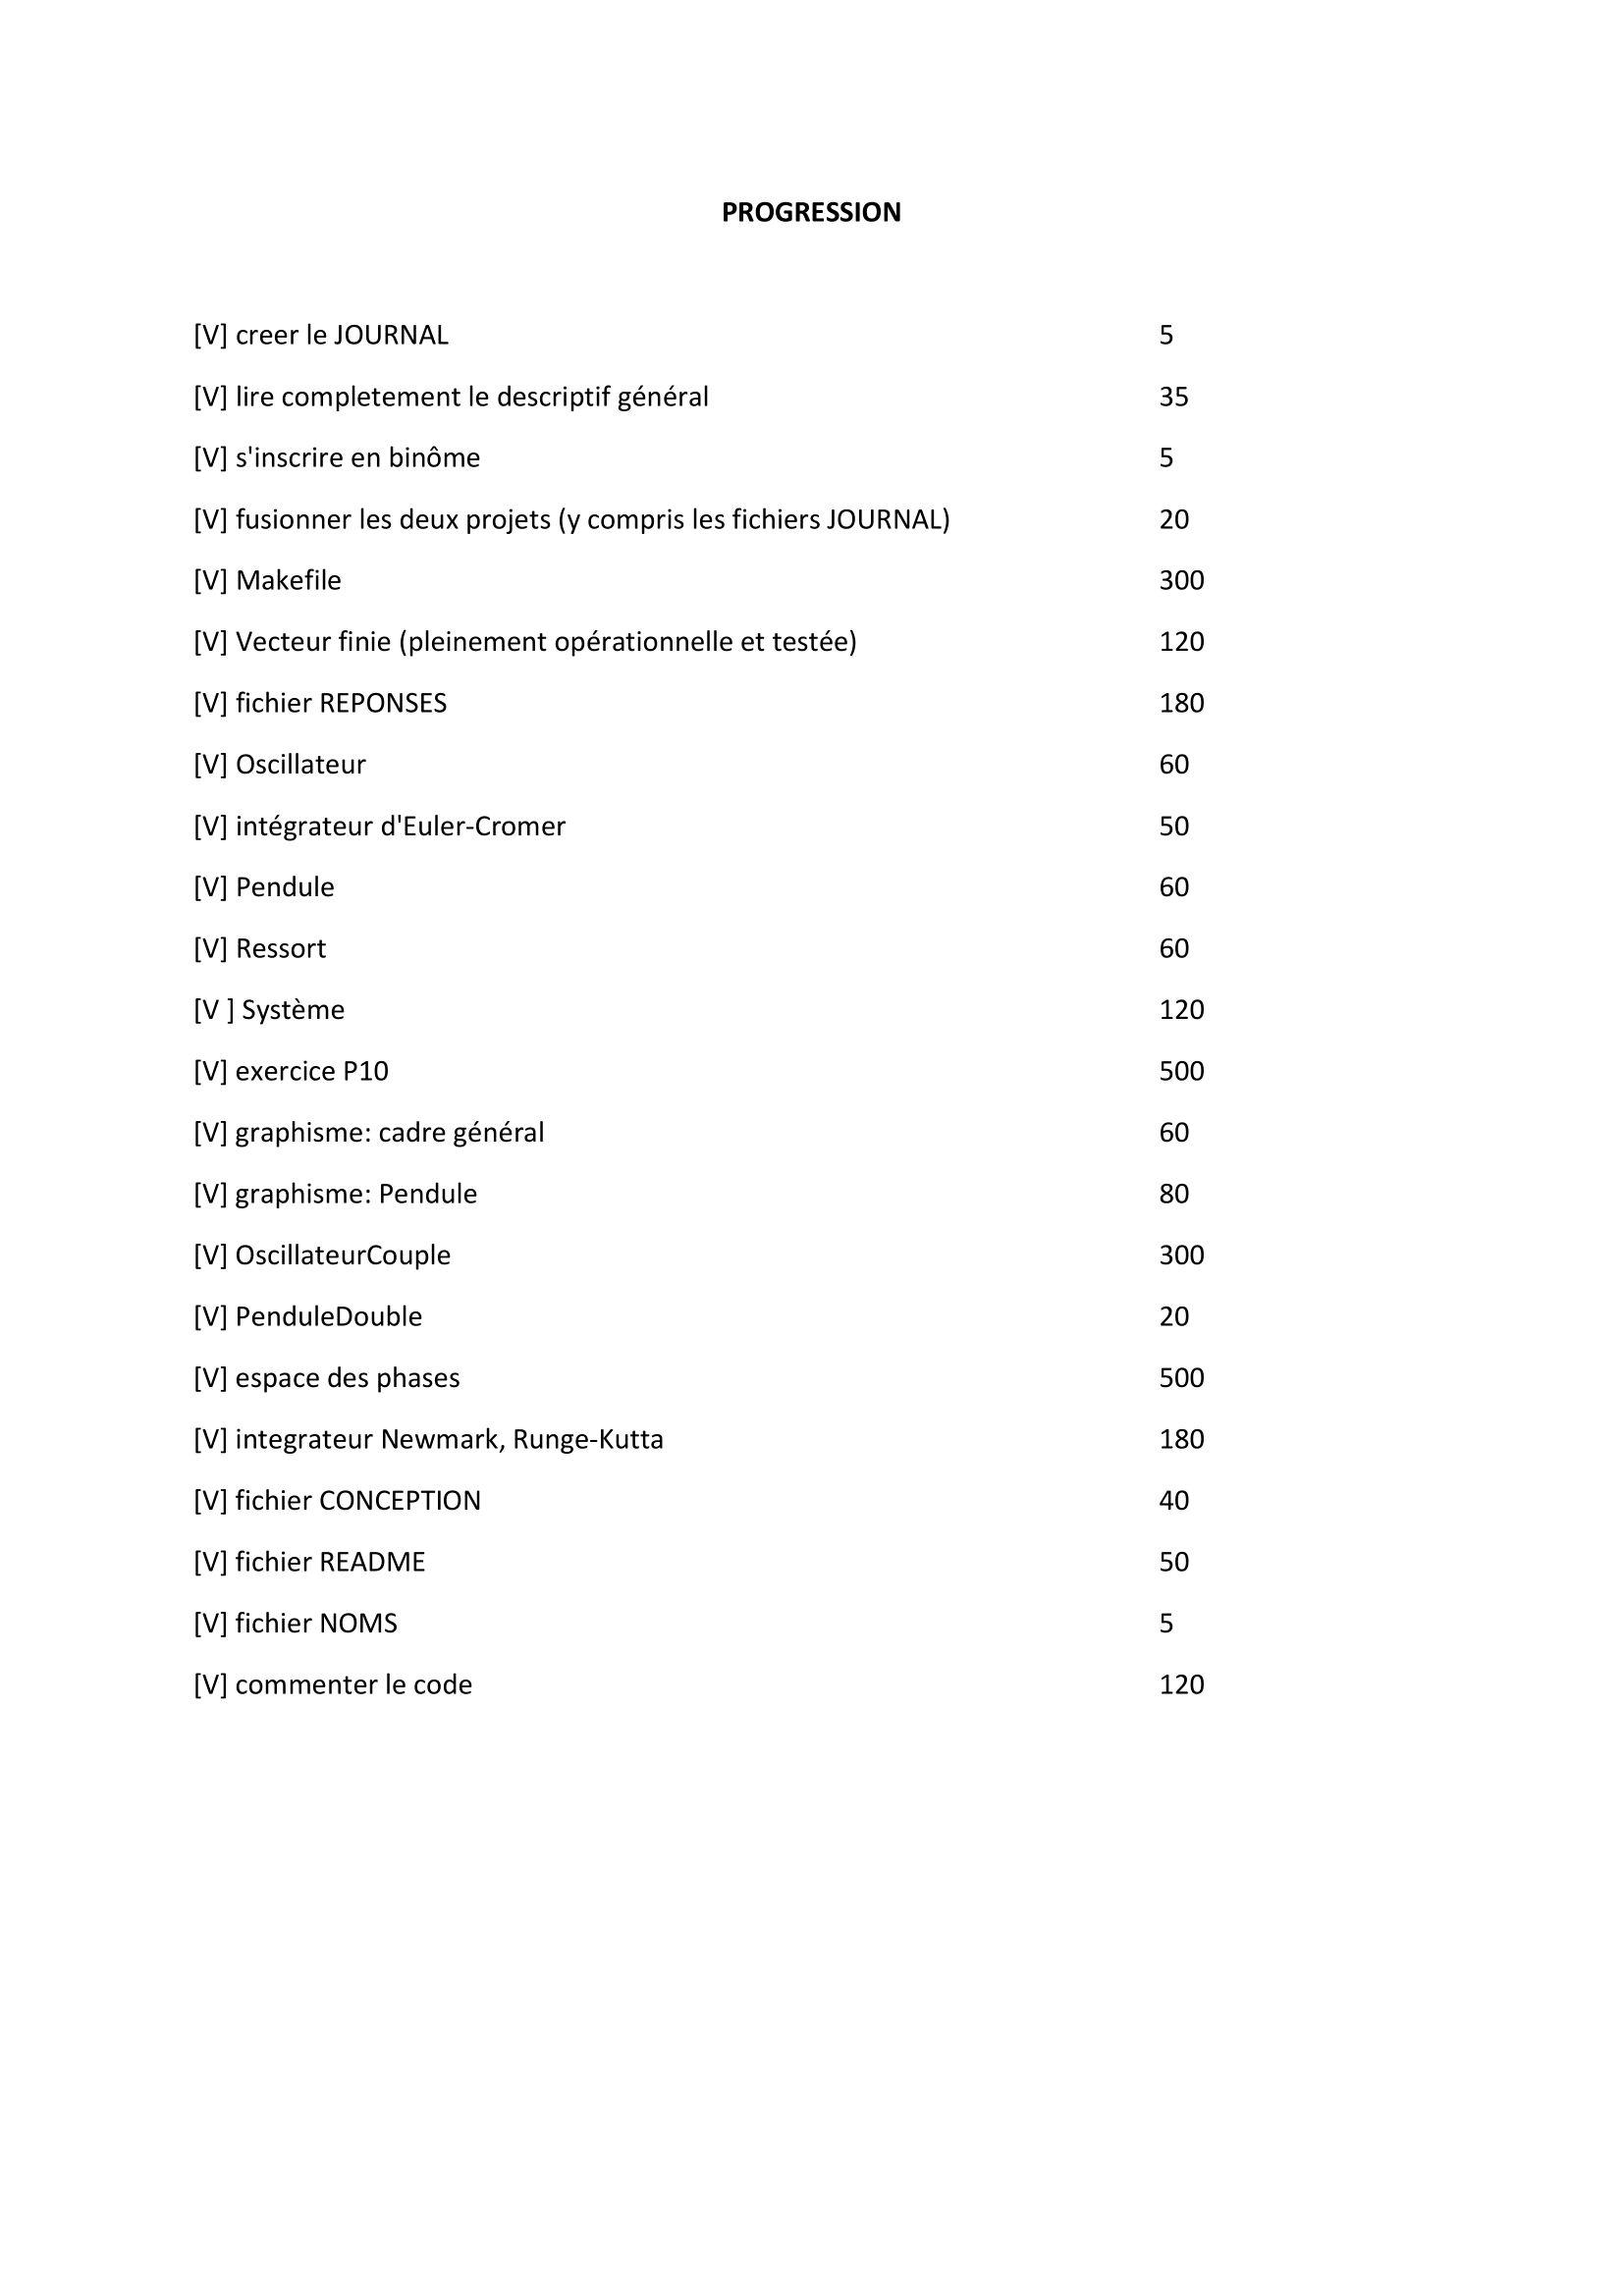 PROGRESSION
[V] creer le JOURNAL 5
[V] lire completement le descriptif général 35
[V] s'inscrire en binôme 5
[V] fusionner les deux projets (y compris les fichiers JOURNAL) 20
[V] Makefile 300
[V] Vecteur finie (pleinement opérationnelle et testée) 120
[V] fichier REPONSES 180
[V] Oscillateur 60
[V] intégrateur d'Euler-Cromer 50
[V] Pendule 60
[V] Ressort 60
[V ] Système 120
[V] exercice P10 500
[V] graphisme: cadre général 60
[V] graphisme: Pendule 80
[V] OscillateurCouple 300
[V] PenduleDouble 20
[V] espace des phases 500
[V] integrateur Newmark, Runge-Kutta 180
[V] fichier CONCEPTION 40
[V] fichier README 50
[V] fichier NOMS 5
[V] commenter le code 120